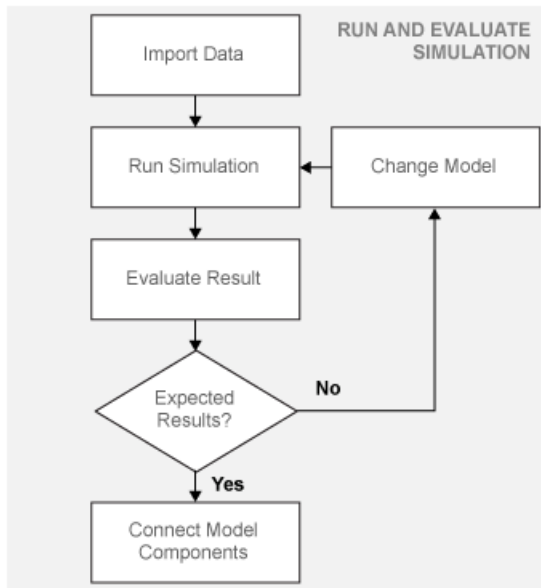 RUN AND EVALUATE
SIMULATION
Import Data
Run Simulation
Change Model
Evaluate Result
Expected
Results?
No
Yes
Connect Model
Components